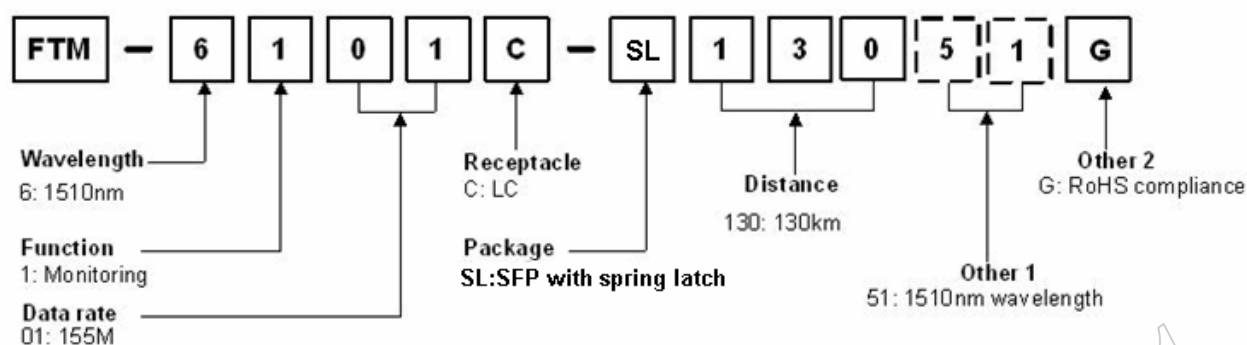 FTM - 6 1 0 1 C - SL 1 3 0 5 1 G
Wavelength
6: 1510nm
Function
1: Monitoring
Data rate
01: 155M
Receptacle
C: LC
Package
SL:SFP with spring latch
Distance
130: 130km
Other 1
51: 1510nm wavelength
Other 2
G: RoHS compliance